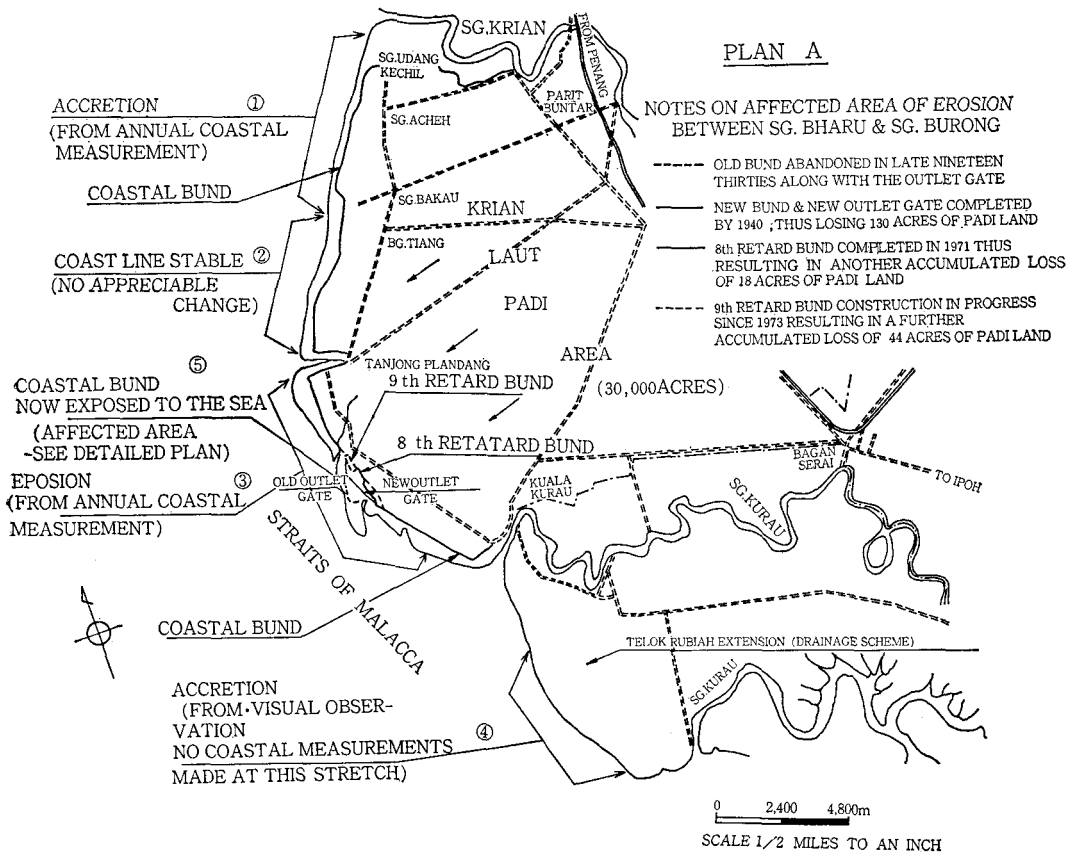 PLAN A
NOTES ON AFFECTED AREA OF EROSION
BETWEEN SG. BHARU & SG. BURONG
OLD BUND ABANDONED IN LATE NINETEEN
THIRTIES ALONG WITH THE OUTLET GATE
NEW BUND & NEW OUTLET GATE COMPLETED
BY 1940 ; THUS LOSING 130 ACRES OF PADI LAND
8th RETARD BUND COMPLETED IN 1971 THUS
RESULTING IN ANOTHER ACCUMULATED LOSS
OF 18 ACRES OF PADI LAND
9th RETARD BUND CONSTRUCTION IN PROGRESS
SINCE 1973 RESULTING IN A FURTHER
ACCUMULATED LOSS OF 44 ACRES OF PADI LAND
SG.KRIAN
FROM PENANG
SG.UDANG
KECHIL
PARIT
BUNTAR
SG.ACHEH
ACCRETION ①
(FROM ANNUAL COASTAL
MEASUREMENT)
COASTAL BUND
SG.BAKAU
KRIAN
BG.TIANG
LAUT
COAST LINE STABLE ②
(NO APPRECIABLE
CHANGE)
PADI
AREA
(30,000ACRES)
TANJONG PLANDANG
9 th RETARD BUND
⑤
COASTAL BUND
NOW EXPOSED TO THE SEA
(AFFECTED AREA
-SEE DETAILED PLAN)
8 th RETATARD BUND
EPOSION ③
(FROM ANNUAL COASTAL
MEASUREMENT)
OLD OUTLET
GATE
NEWOUTLET
GATE
KUALA
KURAU
BAGAN
SERAI
TO IPOH
SG.KURAU
STRAITS OF MALACCA
COASTAL BUND
TELOK RUBIAH EXTENSION (DRAINAGE SCHEME)
SG.KURAU
ACCRETION
(FROM·VISUAL OBSER-
VATION
NO COASTAL MEASUREMENTS ④
MADE AT THIS STRETCH)
0 2,400 4,800m
SCALE 1/2 MILES TO AN INCH